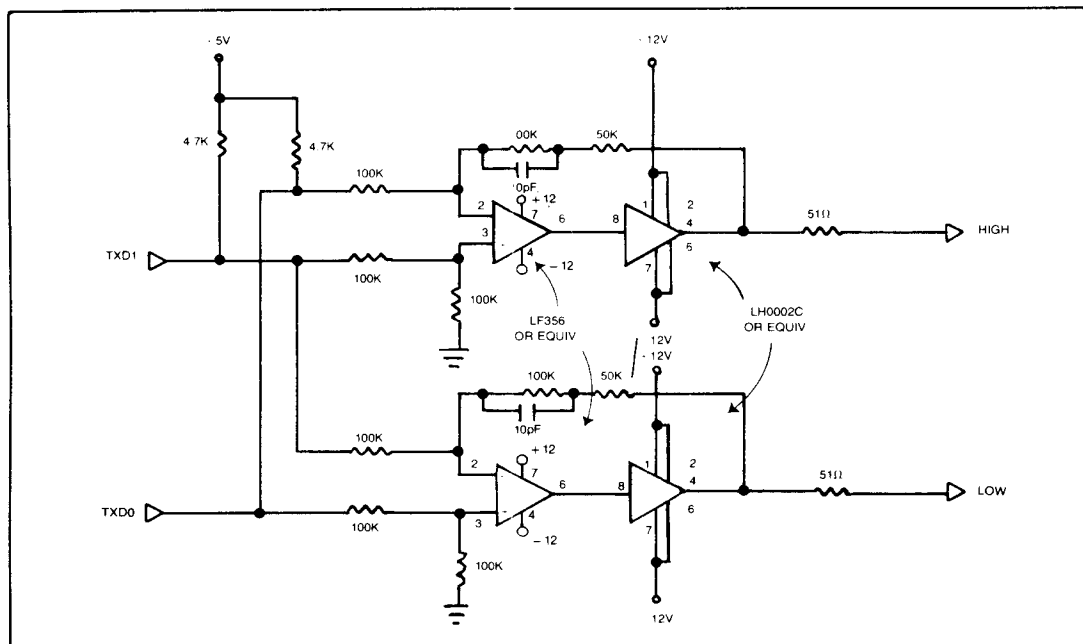 - 5V
- 12V
4.7K
4.7K
00K
50K
0pF
100K
+12
7
2
6
3
4
- 12
8
1
2
4
6
7
51Ω
HIGH
TXD1
100K
100K
LF356
OR EQUIV
LH0002C
OR EQUIV
12V
- 12V
100K
50K
10pF
100K
+12
7
2
6
3
4
- 12
8
1
2
4
6
7
51Ω
LOW
TXD0
100K
100K
12V